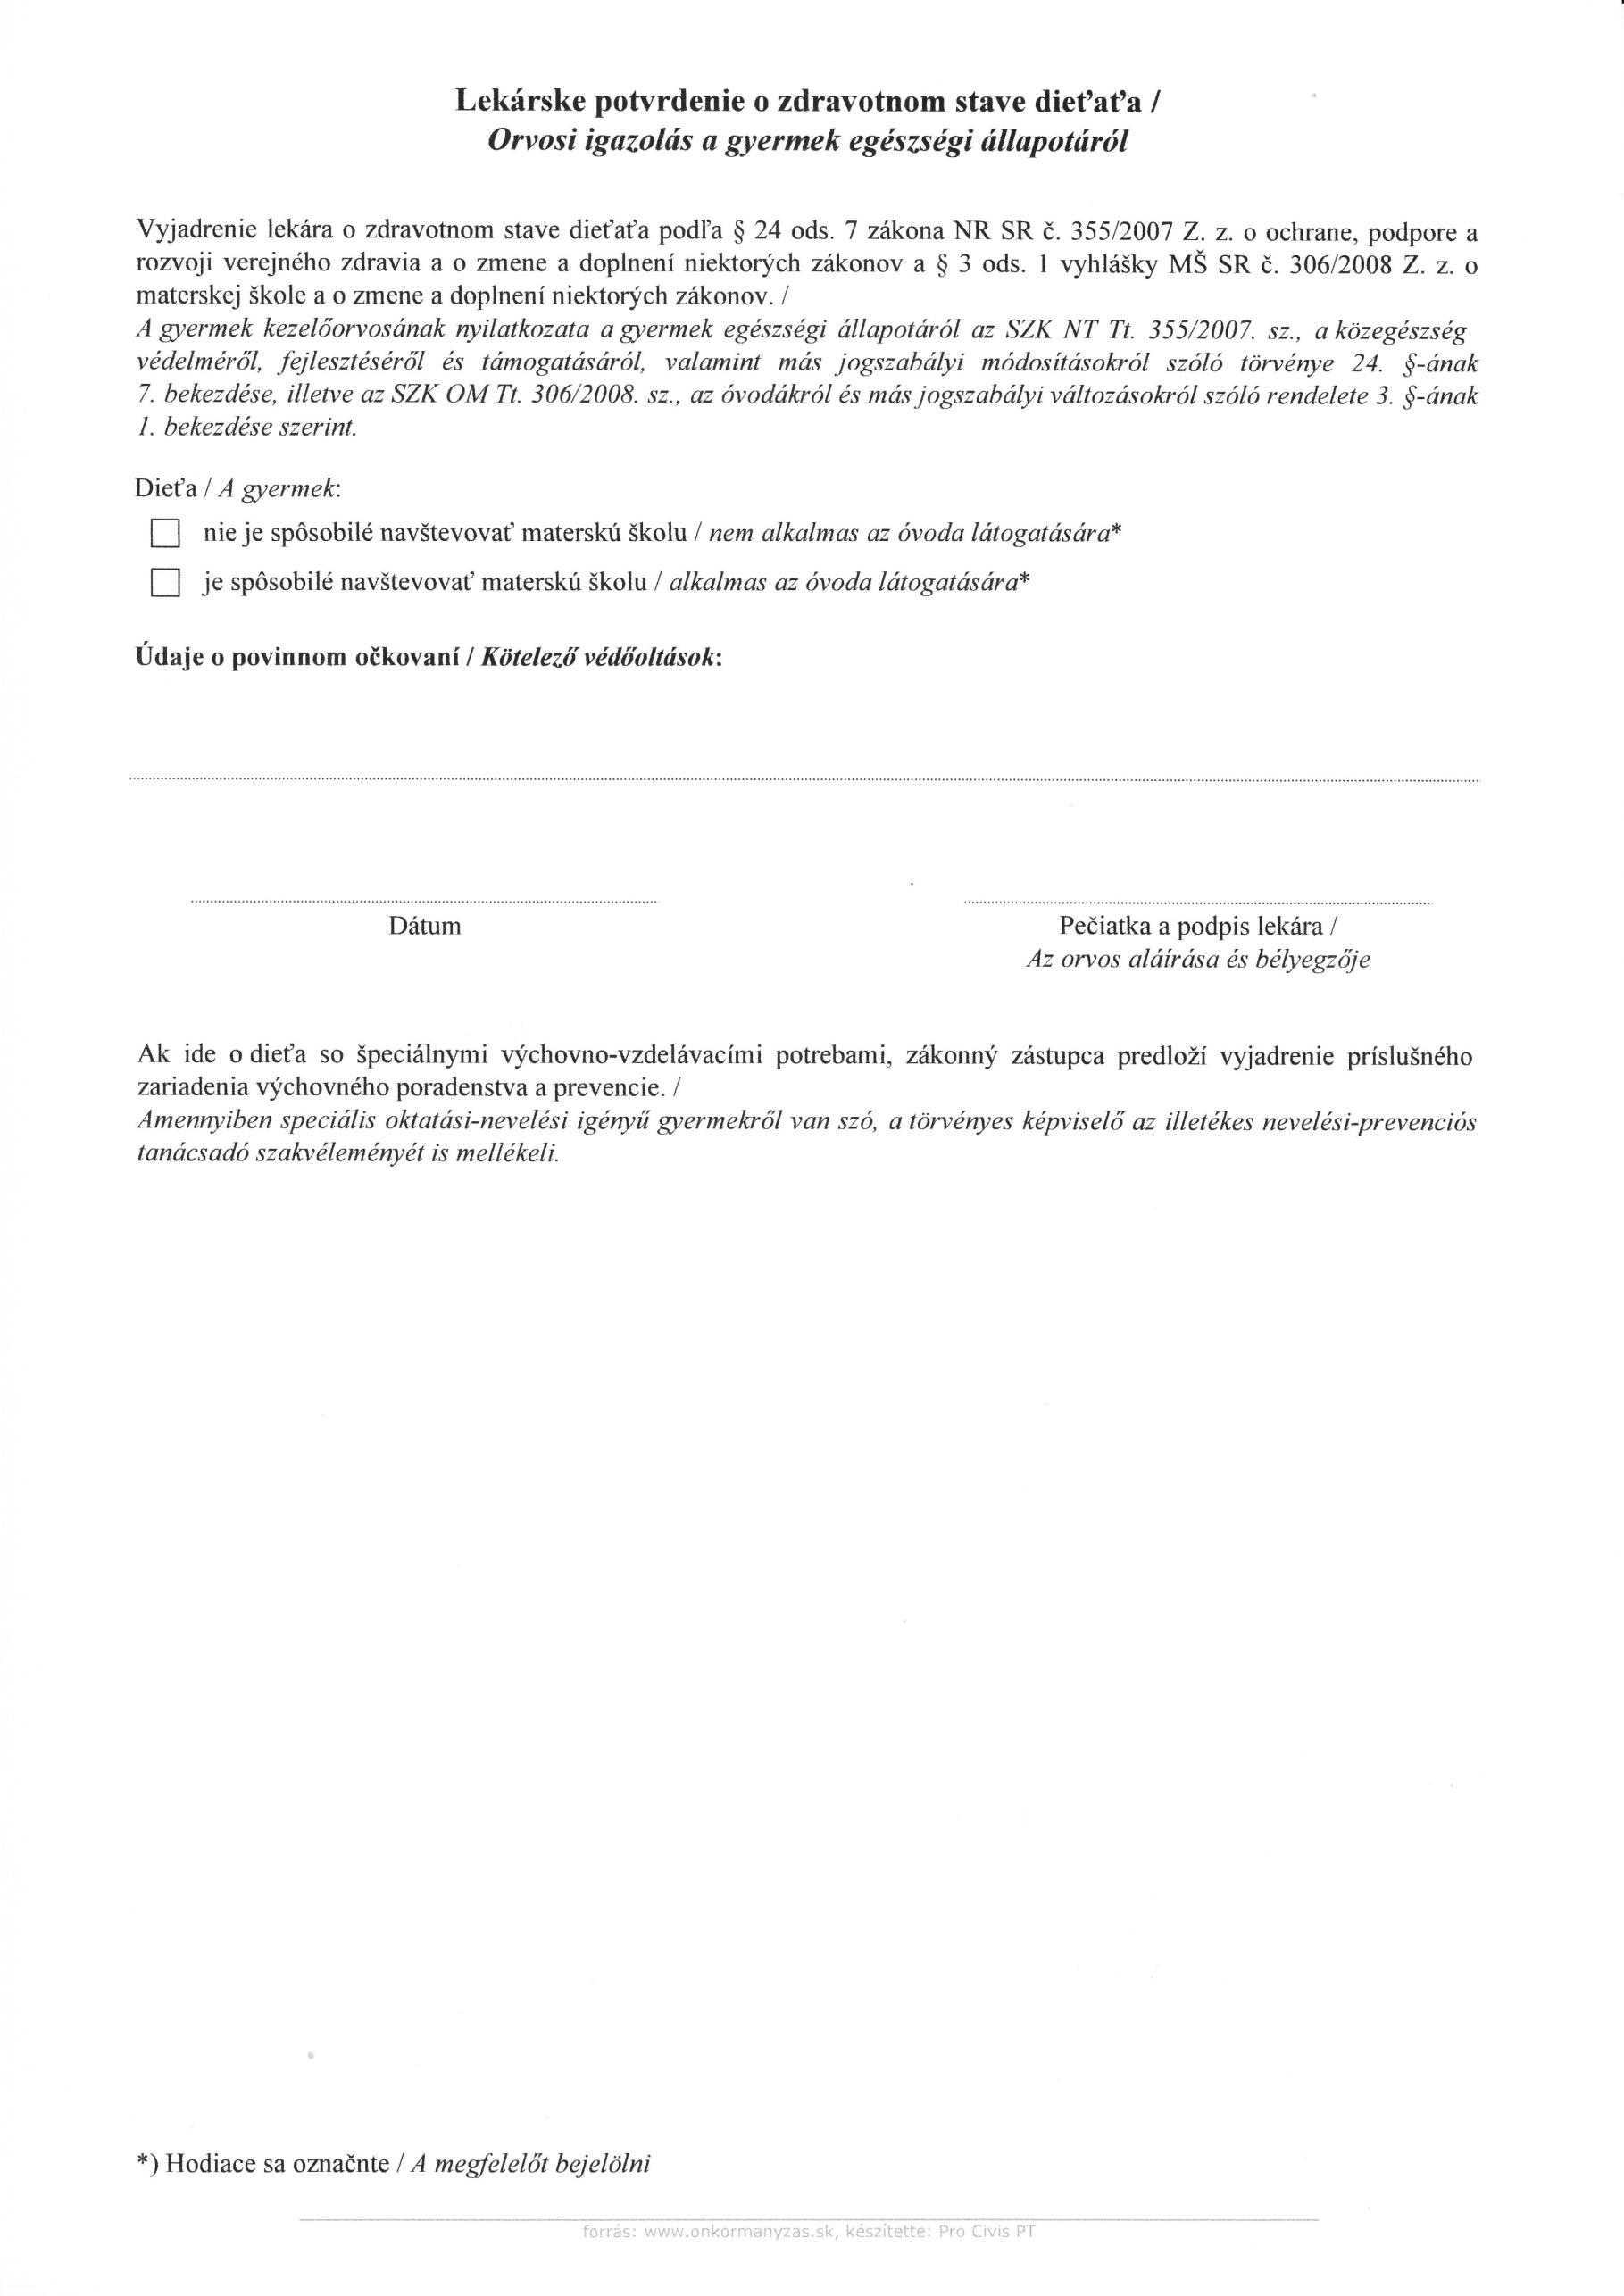 Lekárske potvrdenie o zdravotnom stave dieťaťa /
Orvosi igazolás a gyermek egészségi állapotáról
Vyjadrenie lekára o zdravotnom stave dieťaťa podľa § 24 ods. 7 zákona NR SR č. 355/2007 Z. z. o ochrane, podpore a
rozvoji verejného zdravia a o zmene a doplnení niektorých zákonov a § 3 ods. 1 vyhlášky MŠ SR č. 306/2008 Z. z. o
materskej škole a o zmene a doplnení niektorých zákonov. /
A gyermek kezelőorvosának nyilatkozata a gyermek egészségi állapotáról az SZK NT Tt. 355/2007. sz., a közegészség
védelméről, fejlesztéséről és támogatásáról, valamint más jogszabályi módosításokról szóló törvénye 24. §-ának
7. bekezdése, illetve az SZK OM Tt. 306/2008. sz., az óvodákról és más jogszabályi változásokról szóló rendelete 3. §-ának
1. bekezdése szerint.
Dieťa / A gyermek:
nie je spôsobilé navštevovať materskú školu / nem alkalmas az óvoda látogatására*
je spôsobilé navštevovať materskú školu / alkalmas az óvoda látogatására*
Údaje o povinnom očkovaní / Kötelező védőoltások:
Dátum
Pečiatka a podpis lekára /
Az orvos aláírása és bélyegzője
Ak ide o dieťa so špeciálnymi výchovno-vzdelávacími potrebami, zákonný zástupca predloží vyjadrenie príslušného
zariadenia výchovného poradenstva a prevencie. /
Amennyiben speciális oktatási-nevelési igényű gyermekről van szó, a törvényes képviselő az illetékes nevelési-prevenciós
tanácsadó szakvéleményét is mellékeli.
*) Hodiace sa označnte / A megfelelőt bejelölni
forrás: www.onkormanyzas.sk, készítette: Pro Civis PT